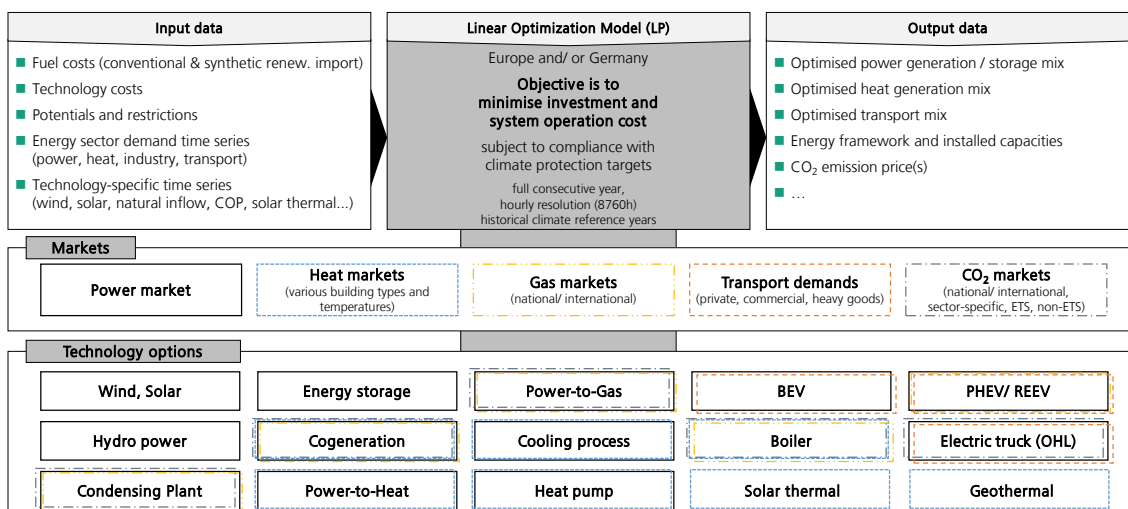 Input data
Fuel costs (conventional & synthetic renew. import)
Technology costs
Potentials and restrictions
Energy sector demand time series
(power, heat, industry, transport)
Technology-specific time series
(wind, solar, natural inflow, COP, solar thermal...)
Linear Optimization Model (LP)
Europe and/ or Germany
Objective is to
minimise investment and
system operation cost
subject to compliance with
climate protection targets
full consecutive year,
hourly resolution (8760h)
historical climate reference years
Output data
Optimised power generation / storage mix
Optimised heat generation mix
Optimised transport mix
Energy framework and installed capacities
CO₂ emission price(s)
…
Markets
Power market
Heat markets
(various building types and
temperatures)
Gas markets
(national/ international)
Transport demands
(private, commercial, heavy goods)
CO₂ markets
(national/ international,
sector-specific, ETS, non-ETS)
Technology options
Wind, Solar
Energy storage
Power-to-Gas
BEV
PHEV/ REEV
Hydro power
Cogeneration
Cooling process
Boiler
Electric truck (OHL)
Condensing Plant
Power-to-Heat
Heat pump
Solar thermal
Geothermal